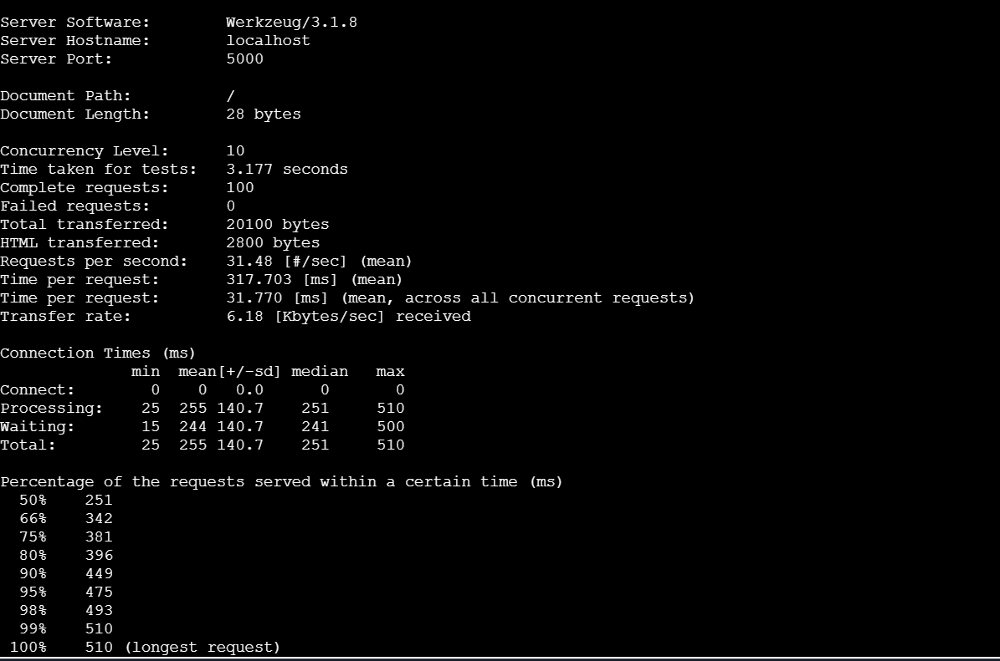 Server Software:        Werkzeug/3.1.8
Server Hostname:        localhost
Server Port:            5000
Document Path:          /
Document Length:        28 bytes
Concurrency Level:      10
Time taken for tests:   3.177 seconds
Complete requests:      100
Failed requests:        0
Total transferred:      20100 bytes
HTML transferred:       2800 bytes
Requests per second:    31.48 [#/sec] (mean)
Time per request:       317.703 [ms] (mean)
Time per request:       31.770 [ms] (mean, across all concurrent requests)
Transfer rate:          6.18 [Kbytes/sec] received
Connection Times (ms)
              min  mean[+/-sd] median   max
Connect:        0    0   0.0      0       0
Processing:    25  255 140.7    251     510
Waiting:       15  244 140.7    241     500
Total:         25  255 140.7    251     510
Percentage of the requests served within a certain time (ms)
  50%    251
  66%    342
  75%    381
  80%    396
  90%    449
  95%    475
  98%    493
  99%    510
 100%    510 (longest request)